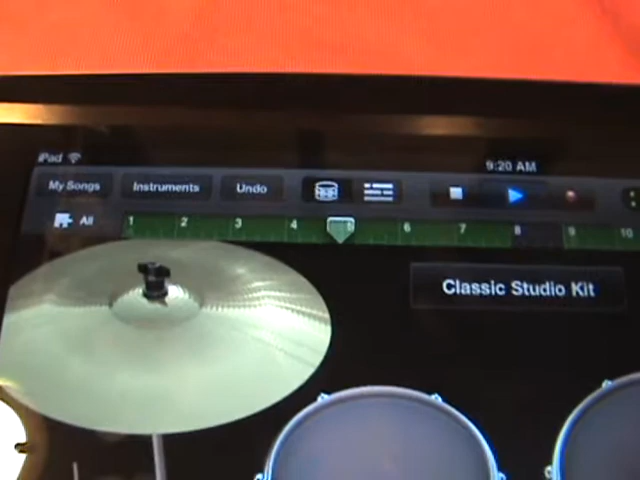 iPad 9:20 AM
My Songs Instruments Undo
All 1 2 3 4 5 6 7 8 9 10
Classic Studio Kit